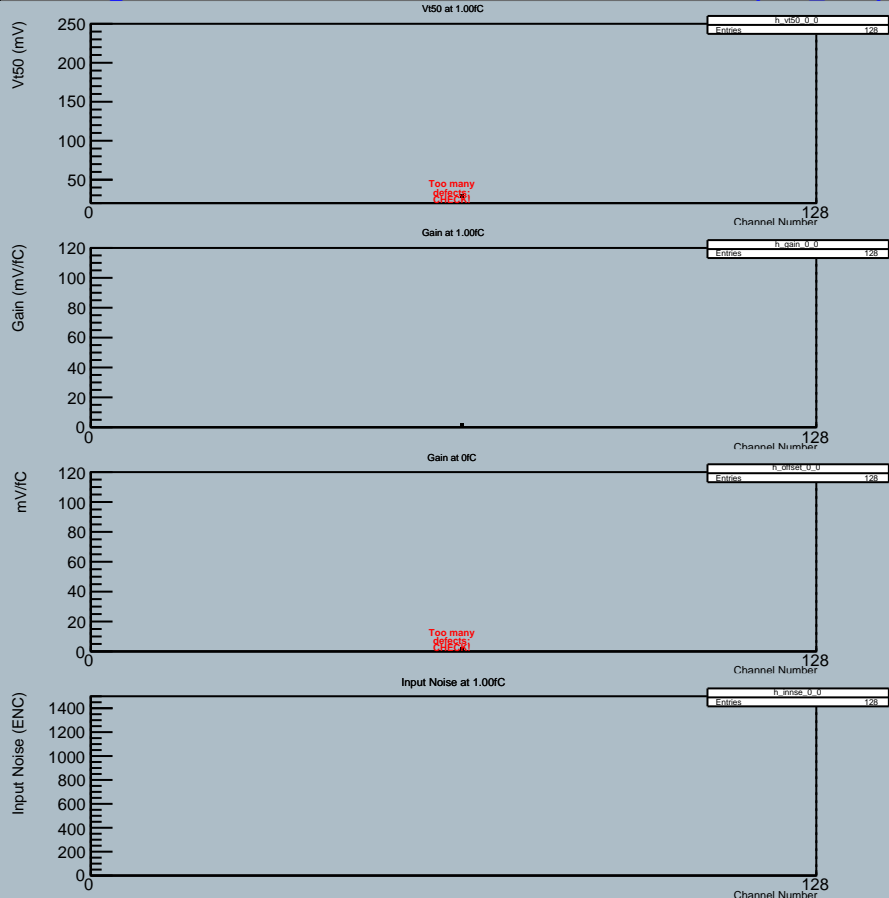 Vt50 at 1.00fC
h_vt50_0_0
Entries 128
Vt50 (mV)
250
200
150
100
50
Too many
defects:
CHECK!
0
128
Channel Number
Gain at 1.00fC
h_gain_0_0
Entries 128
Gain (mV/fC)
120
100
80
60
40
20
0
0
128
Channel Number
Gain at 0fC
h_offset_0_0
Entries 128
mV/fC
120
100
80
60
40
20
0
Too many
defects:
CHECK!
0
128
Channel Number
Input Noise at 1.00fC
h_innse_0_0
Entries 128
Input Noise (ENC)
1400
1200
1000
800
600
400
200
0
0
128
Channel Number